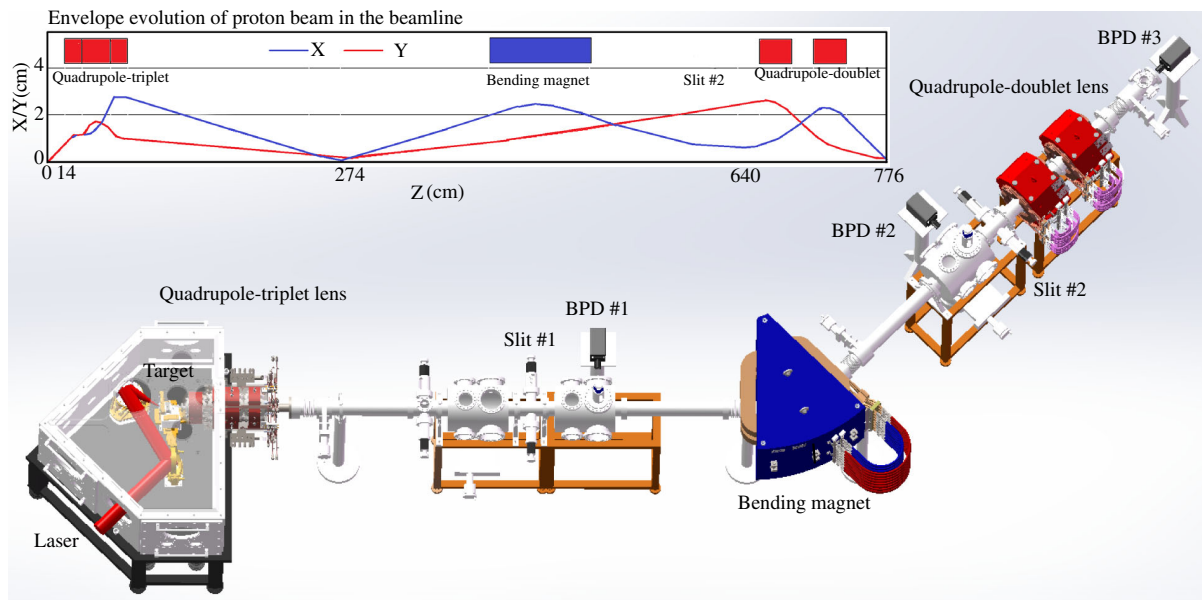 Envelope evolution of proton beam in the beamline
X
Y
4
2
0
X/Y(cm)
Quadrupole-triplet
Bending magnet
Slit #2
Quadrupole-doublet
0 14
274
640
776
Z (cm)
BPD #3
Quadrupole-doublet lens
BPD #2
Slit #2
Quadrupole-triplet lens
BPD #1
Slit #1
Target
Bending magnet
Laser